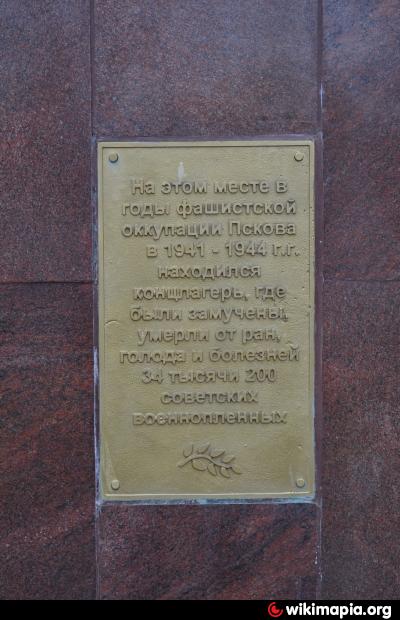 На этом месте в
годы фашистской
оккупации Пскова
в 1941 - 1944 г.г.
находился
концлагерь, где
были замучены,
умерли от ран,
голода и болезней
34 тысячи 200
советских
военнопленных
wikimapia.org